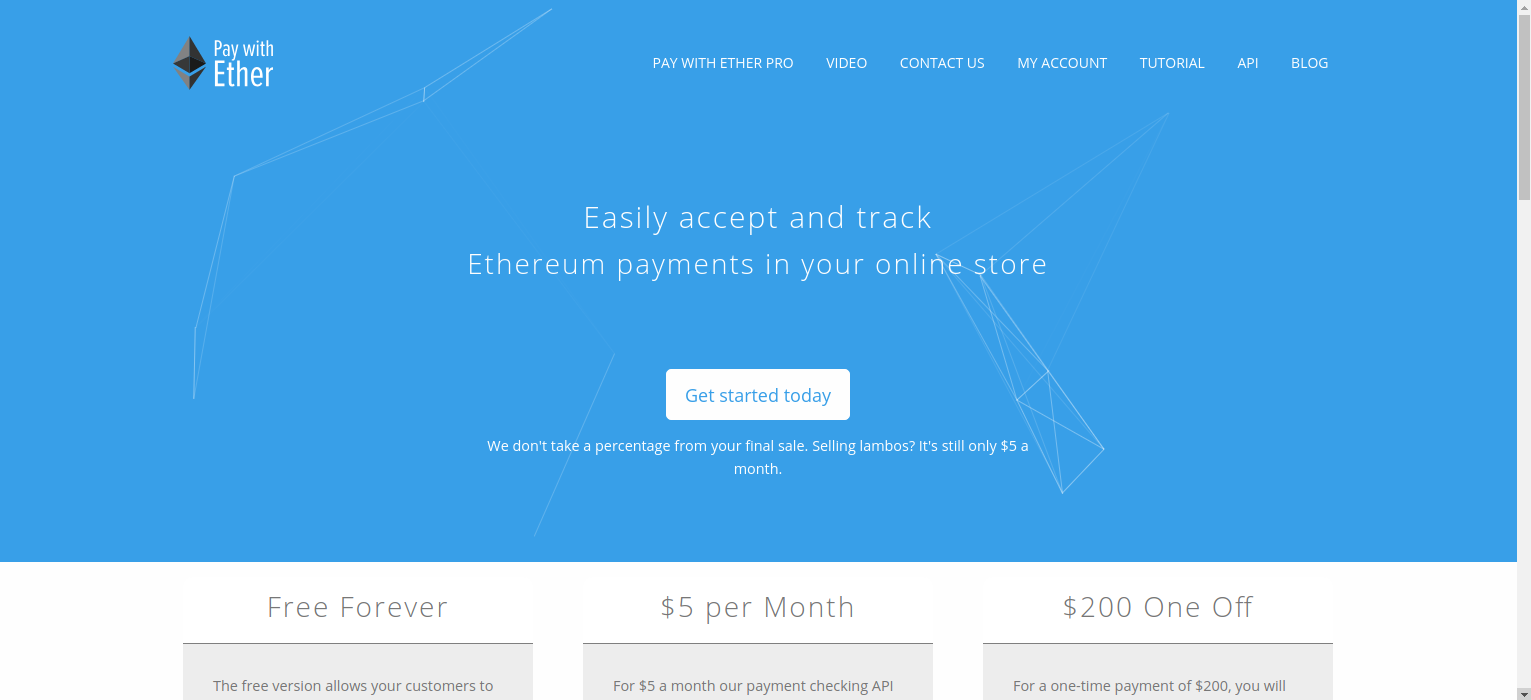 Pay with
Ether
PAY WITH ETHER PRO VIDEO CONTACT US MY ACCOUNT TUTORIAL API BLOG
Easily accept and track
Ethereum payments in your online store
Get started today
We don't take a percentage from your final sale. Selling lambos? It's still only $5 a
month.
Free Forever
The free version allows your customers to
$5 per Month
For $5 a month our payment checking API
$200 One Off
For a one-time payment of $200, you will